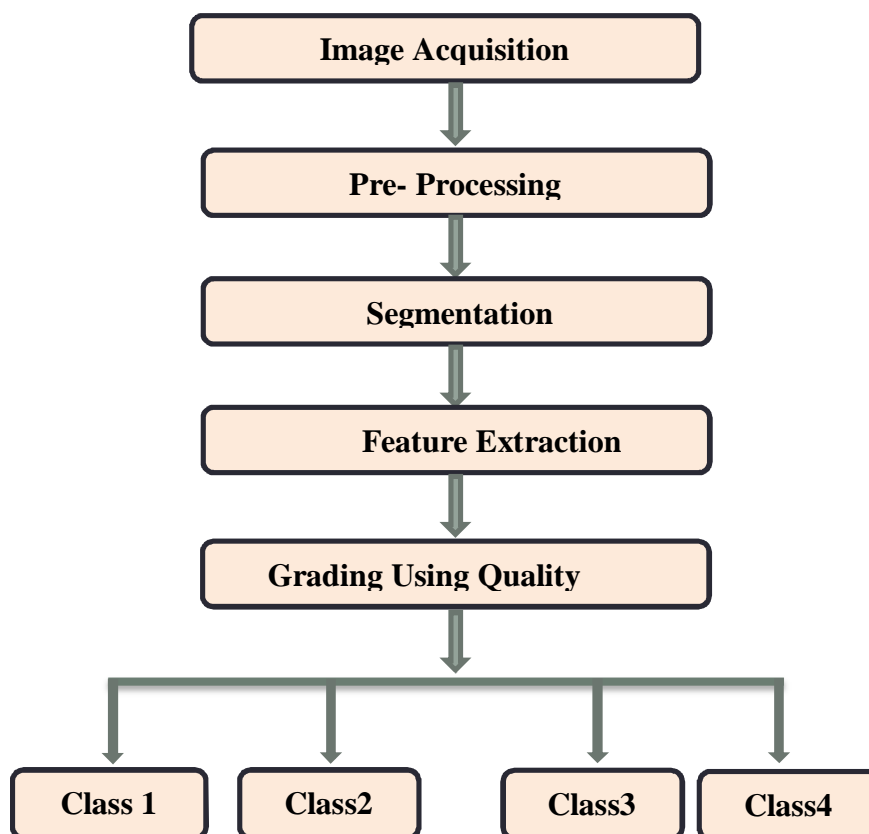 Image Acquisition
Pre- Processing
Segmentation
Feature Extraction
Grading Using Quality
Class 1
Class2
Class3
Class4